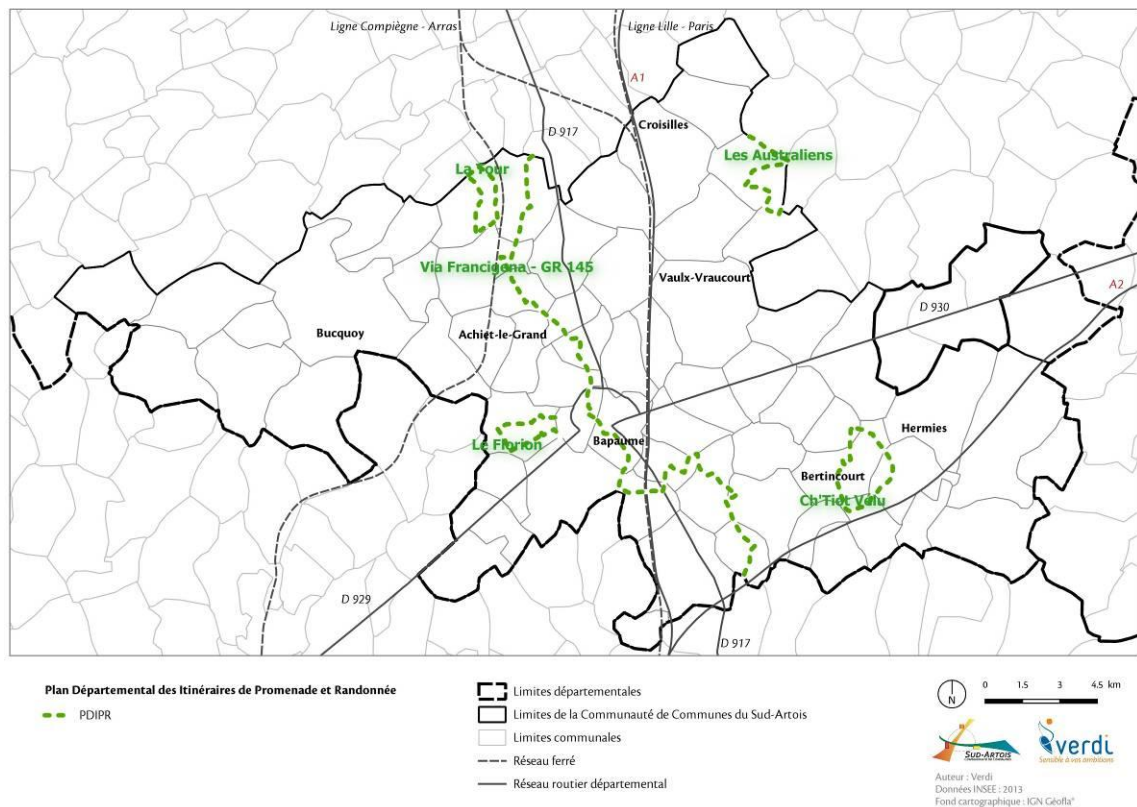 Ligne Compiègne - Arras
Ligne Lille - Paris
A1
D 917
Croisilles
La Tour
Les Australiens
Via Francigena - GR 145
Vaulx-Vraucourt
A2
D 930
Bucquoy
Achiet-le-Grand
Le Florion
Bapaume
Hermies
Bertincourt
Ch'Tiot Vélu
D 929
D 917
Plan Départemental des Itinéraires de Promenade et Randonnée
PDIPR
Limites départementales
Limites de la Communauté de Communes du Sud-Artois
Limites communales
Réseau ferré
Réseau routier départemental
N
0 1.5 3 4.5 km
SUD-ARTOIS
COMMUNAUTÉ DE COMMUNES
verdi
Sensible à vos ambitions
Auteur : Verdi
Données INSEE : 2013
Fond cartographique : IGN Géofla®